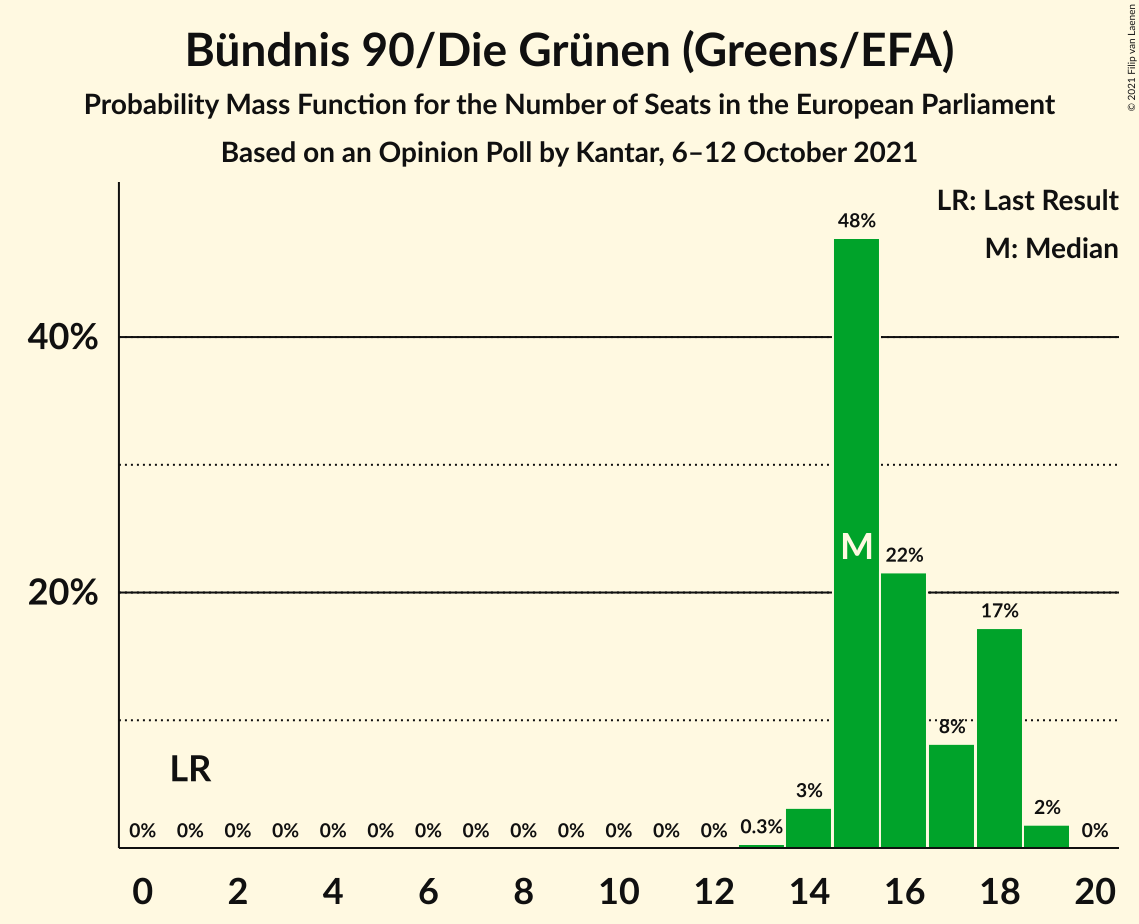 Bündnis 90/Die Grünen (Greens/EFA)
Probability Mass Function for the Number of Seats in the European Parliament
Based on an Opinion Poll by Kantar, 6–12 October 2021
© 2021 Filip van Laenen
LR: Last Result
M: Median
48%
40%
M
22%
20%
17%
8%
LR
3%
2%
0% 0% 0% 0% 0% 0% 0% 0% 0% 0% 0% 0% 0% 0.3% 0%
0 2 4 6 8 10 12 14 16 18 20